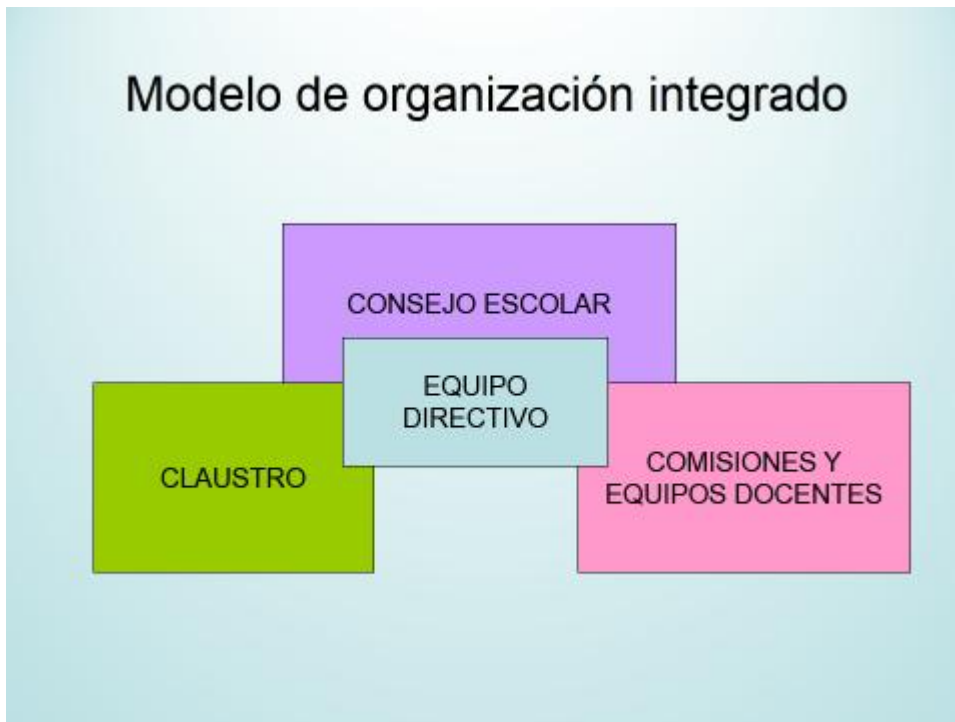 Modelo de organización integrado
CONSEJO ESCOLAR
EQUIPO
DIRECTIVO
CLAUSTRO
COMISIONES Y
EQUIPOS DOCENTES